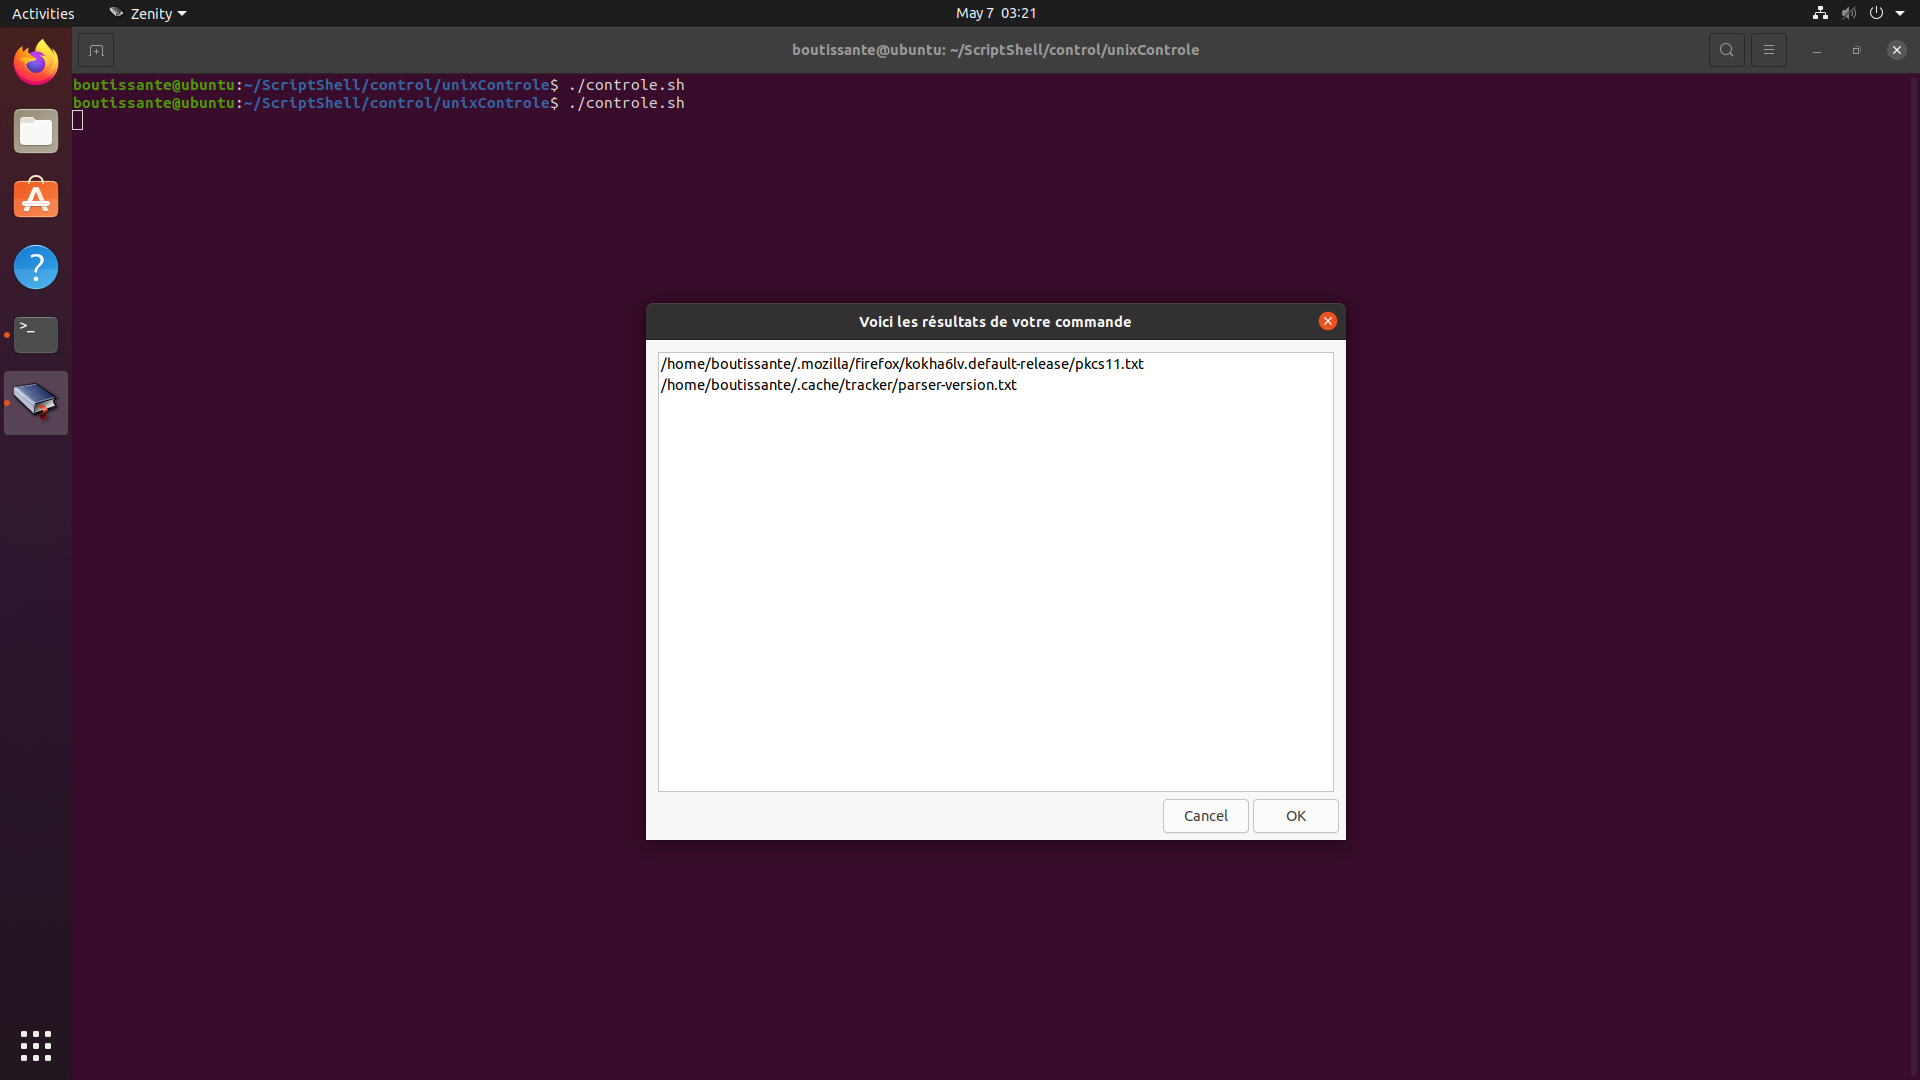 Activities
Zenity
May 7 03:21
boutissante@ubuntu: ~/ScriptShell/control/unixControle
boutissante@ubuntu:~/ScriptShell/control/unixControle$ ./controle.sh
boutissante@ubuntu:~/ScriptShell/control/unixControle$ ./controle.sh
>_
Voici les résultats de votre commande
/home/boutissante/.mozilla/firefox/kokha6lv.default-release/pkcs11.txt
/home/boutissante/.cache/tracker/parser-version.txt
Cancel
OK